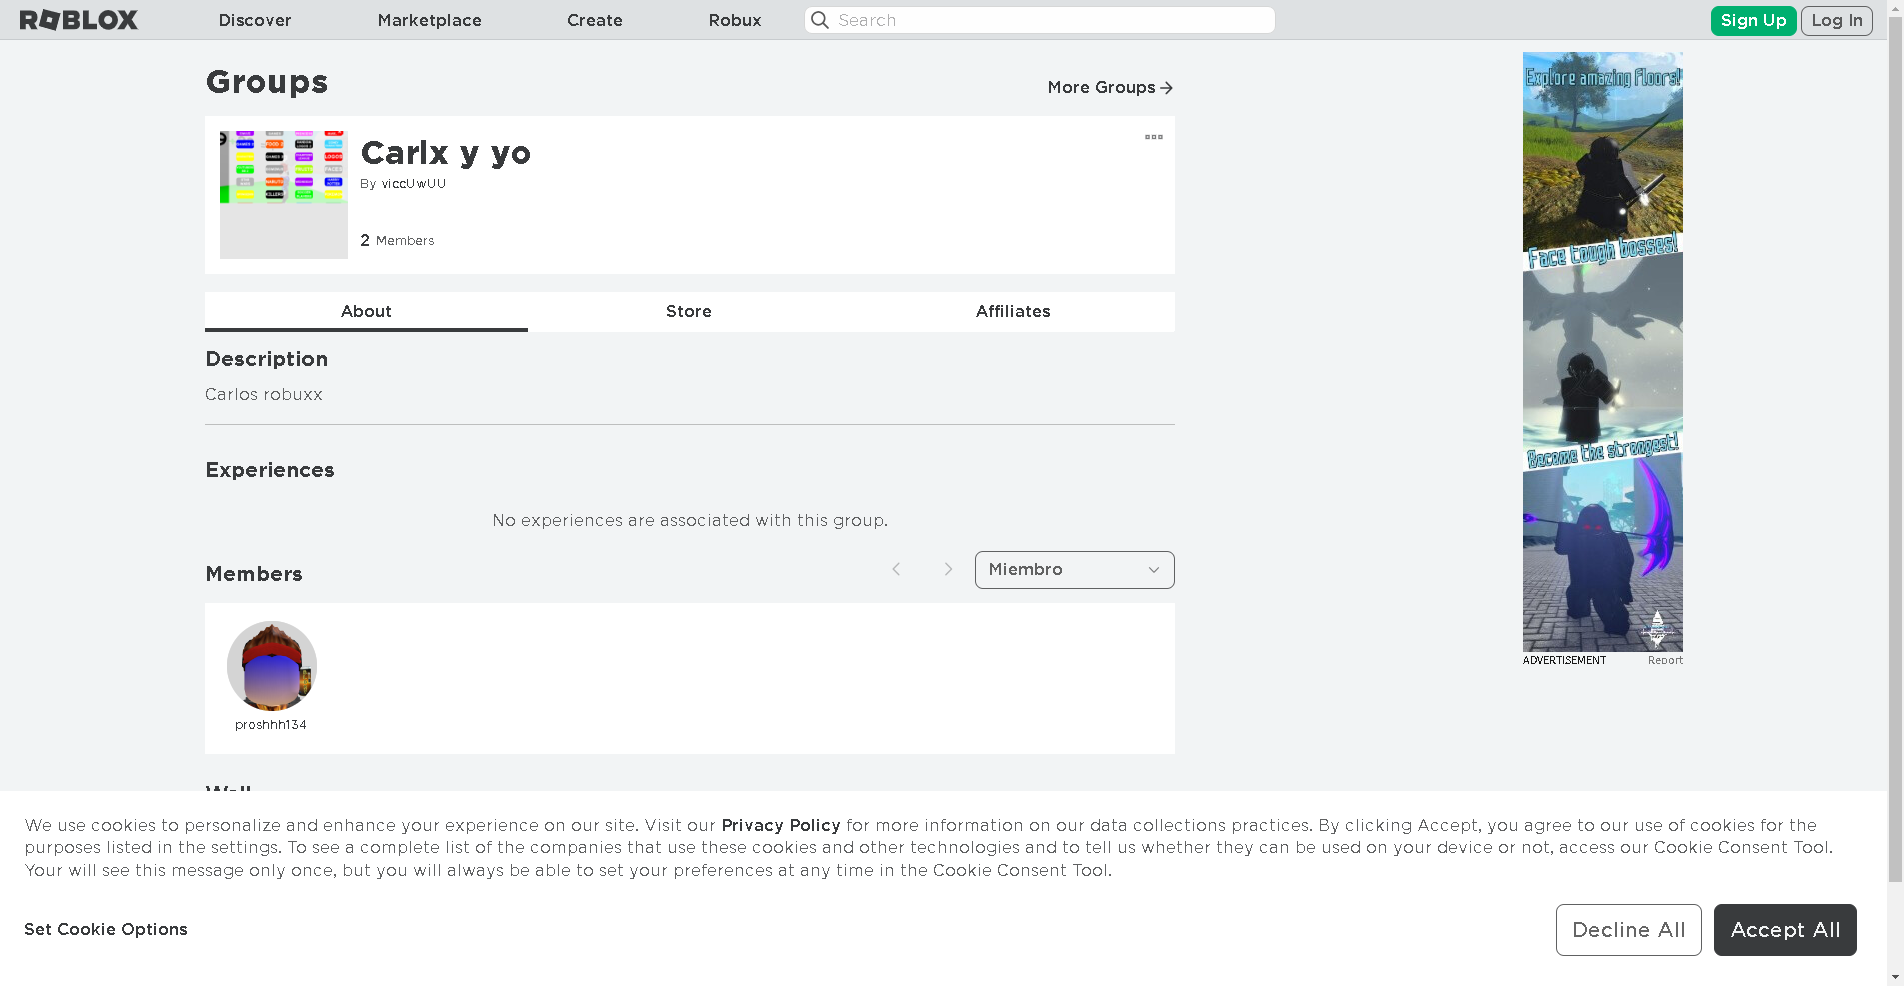 ROBLOX
Discover
Marketplace
Create
Robux
Search
Sign Up
Log In
Groups
More Groups
Carlx y yo
By viccUwUU
2 Members
About
Store
Affiliates
Description
Carlos robuxx
Experiences
No experiences are associated with this group.
Members
Miembro
proshhh134
Wall
Explore amazing floors!
Face tough bosses!
Become the strongest!
ADVERTISEMENT
Report
We use cookies to personalize and enhance your experience on our site. Visit our Privacy Policy for more information on our data collections practices. By clicking Accept, you agree to our use of cookies for the
purposes listed in the settings. To see a complete list of the companies that use these cookies and other technologies and to tell us whether they can be used on your device or not, access our Cookie Consent Tool.
Your will see this message only once, but you will always be able to set your preferences at any time in the Cookie Consent Tool.
Set Cookie Options
Decline All
Accept All